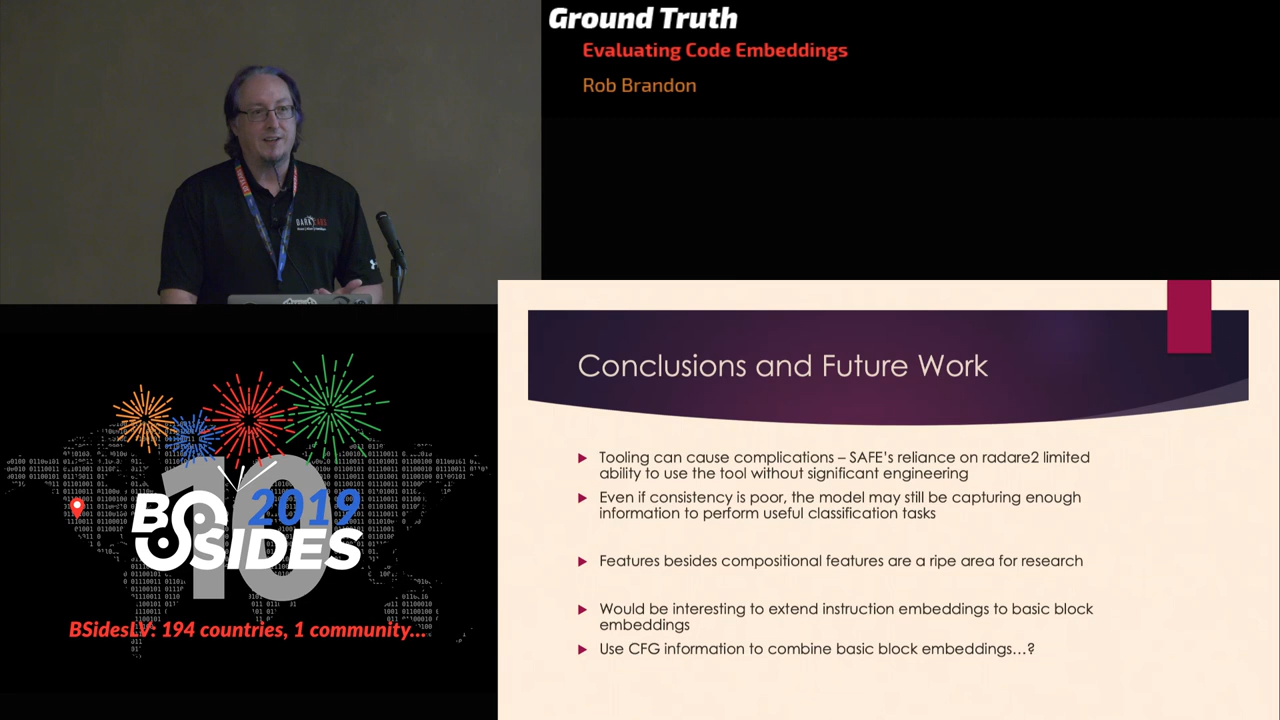 Ground Truth
Evaluating Code Embeddings
Rob Brandon
Conclusions and Future Work
Tooling can cause complications – SAFE's reliance on radare2 limited
ability to use the tool without significant engineering
Even if consistency is poor, the model may still be capturing enough
information to perform useful classification tasks
Features besides compositional features are a ripe area for research
Would be interesting to extend instruction embeddings to basic block
embeddings
Use CFG information to combine basic block embeddings…?
10
2019
BSIDES
BSidesLV: 194 countries, 1 community...
DARK LABS